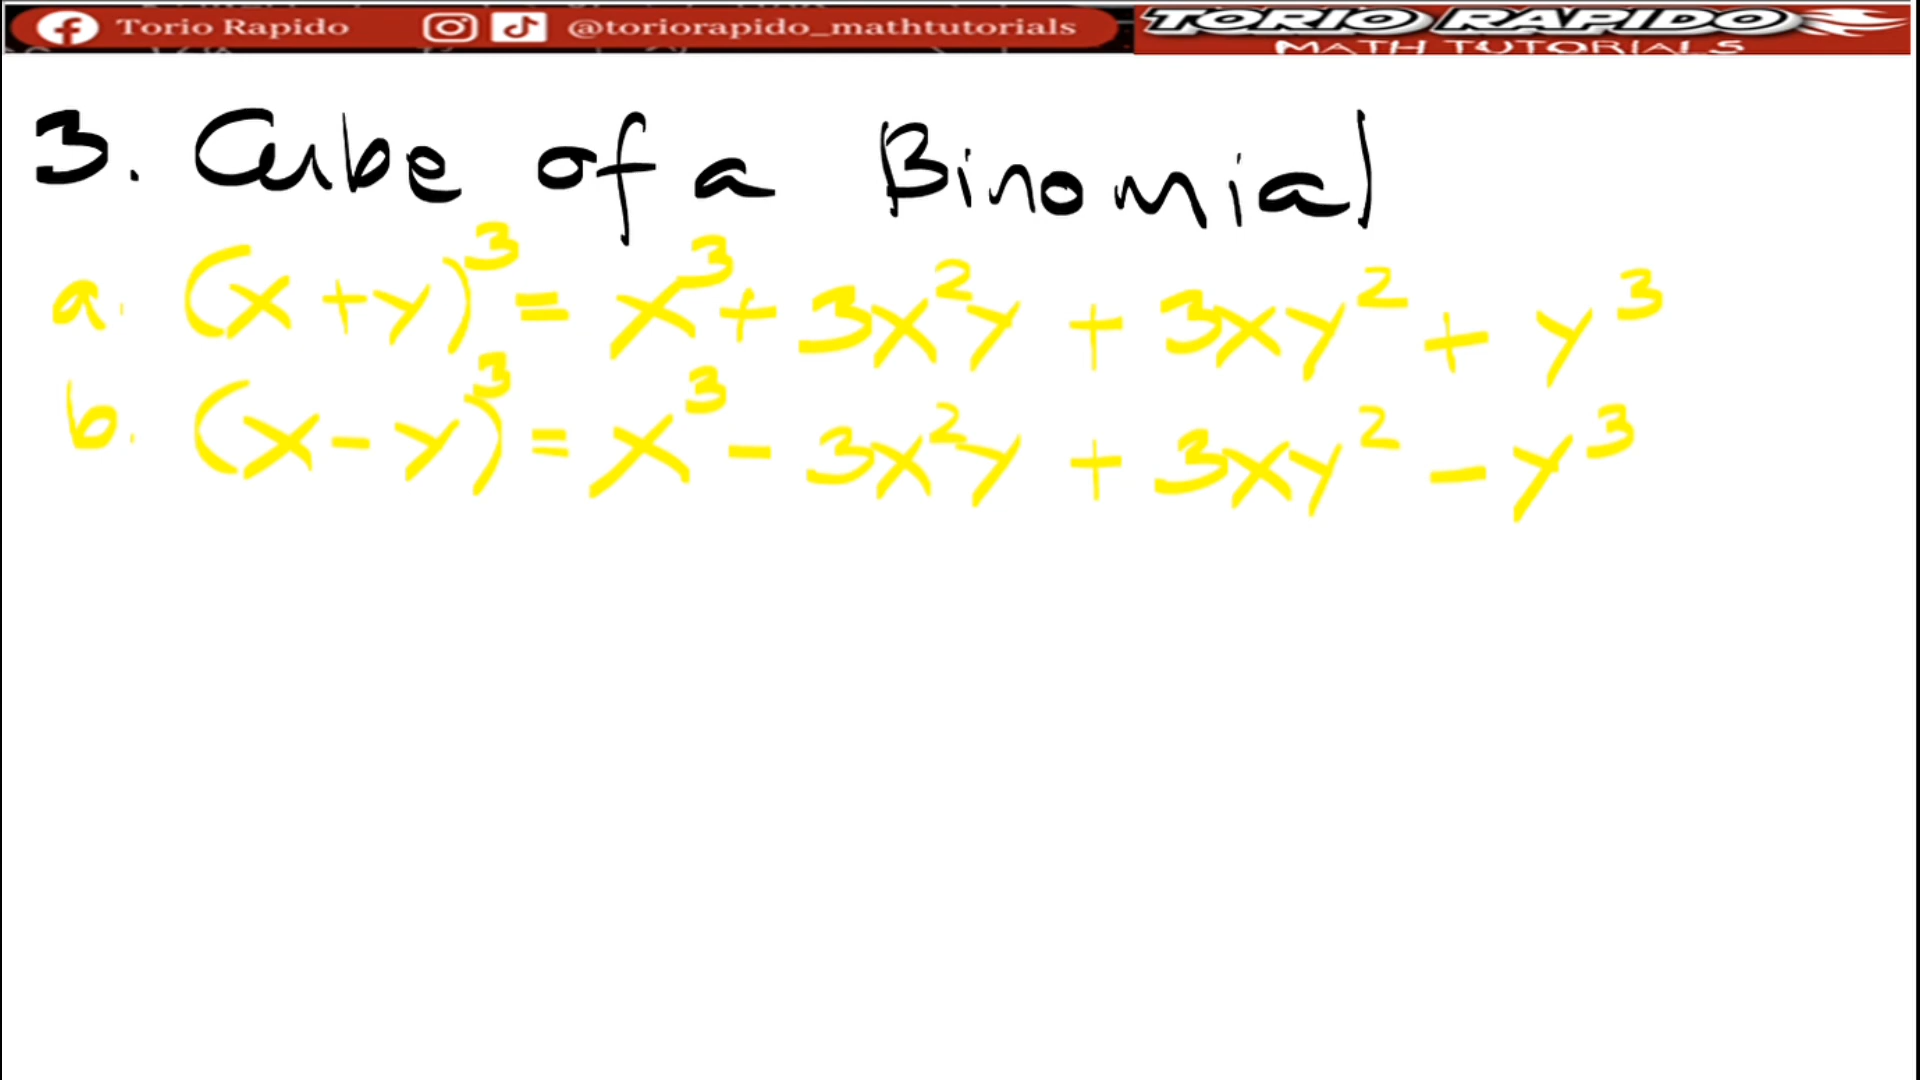 Torio Rapido @toriorapido_mathtutorials TORIO RAPIDO
MATH TUTORIALS
3. Cube of a Binomial
a. (x+y)³ = x³ + 3x²y + 3xy² + y³
b. (x-y)³ = x³ - 3x²y + 3xy² - y³